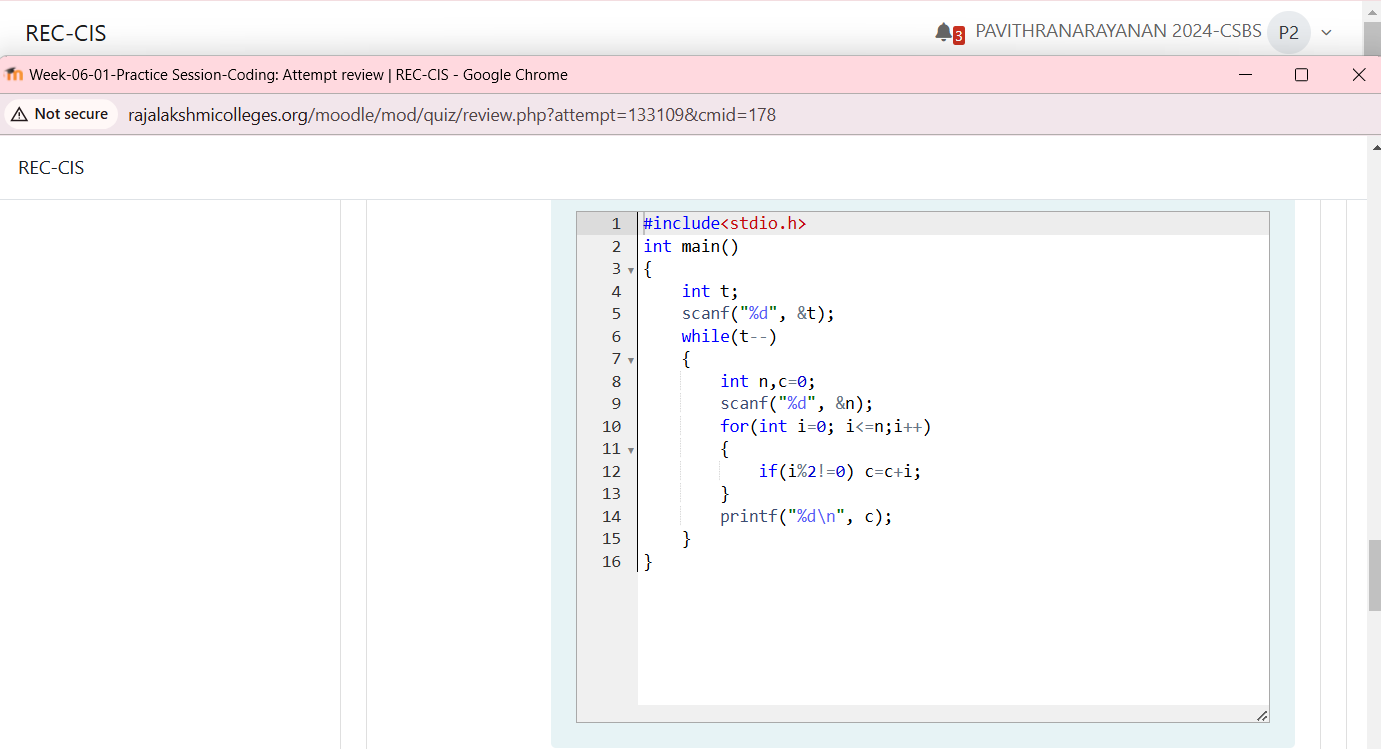 REC-CIS
3 PAVITHRANARAYANAN 2024-CSBS P2
Week-06-01-Practice Session-Coding: Attempt review | REC-CIS - Google Chrome
Not secure rajalakshmicolleges.org/moodle/mod/quiz/review.php?attempt=133109&cmid=178
REC-CIS
1 #include<stdio.h>
2 int main()
3 {
4     int t;
5     scanf("%d", &t);
6     while(t--)
7     {
8         int n,c=0;
9         scanf("%d", &n);
10         for(int i=0; i<=n;i++)
11         {
12             if(i%2!=0) c=c+i;
13         }
14         printf("%d\n", c);
15     }
16 }